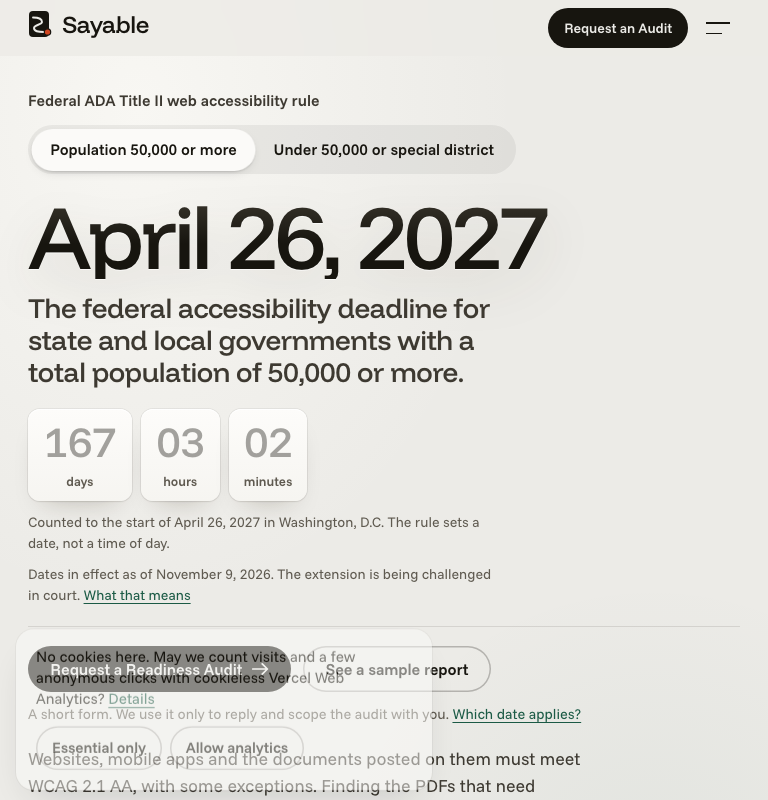 Sayable
Request an Audit
Federal ADA Title II web accessibility rule
Population 50,000 or more
Under 50,000 or special district
April 26, 2027
The federal accessibility deadline for
state and local governments with a
total population of 50,000 or more.
167
days
03
hours
02
minutes
Counted to the start of April 26, 2027 in Washington, D.C. The rule sets a
date, not a time of day.
Dates in effect as of November 9, 2026. The extension is being challenged
in court. What that means
Request a Readiness Audit
See a sample report
No cookies here. May we count visits and a few
anonymous clicks with cookieless Vercel Web
Analytics? Details
A short form. We use it only to reply and scope the audit with you. Which date applies?
Essential only
Allow analytics
Websites, mobile apps and the documents posted on them must meet
WCAG 2.1 AA, with some exceptions. Finding the PDFs that need